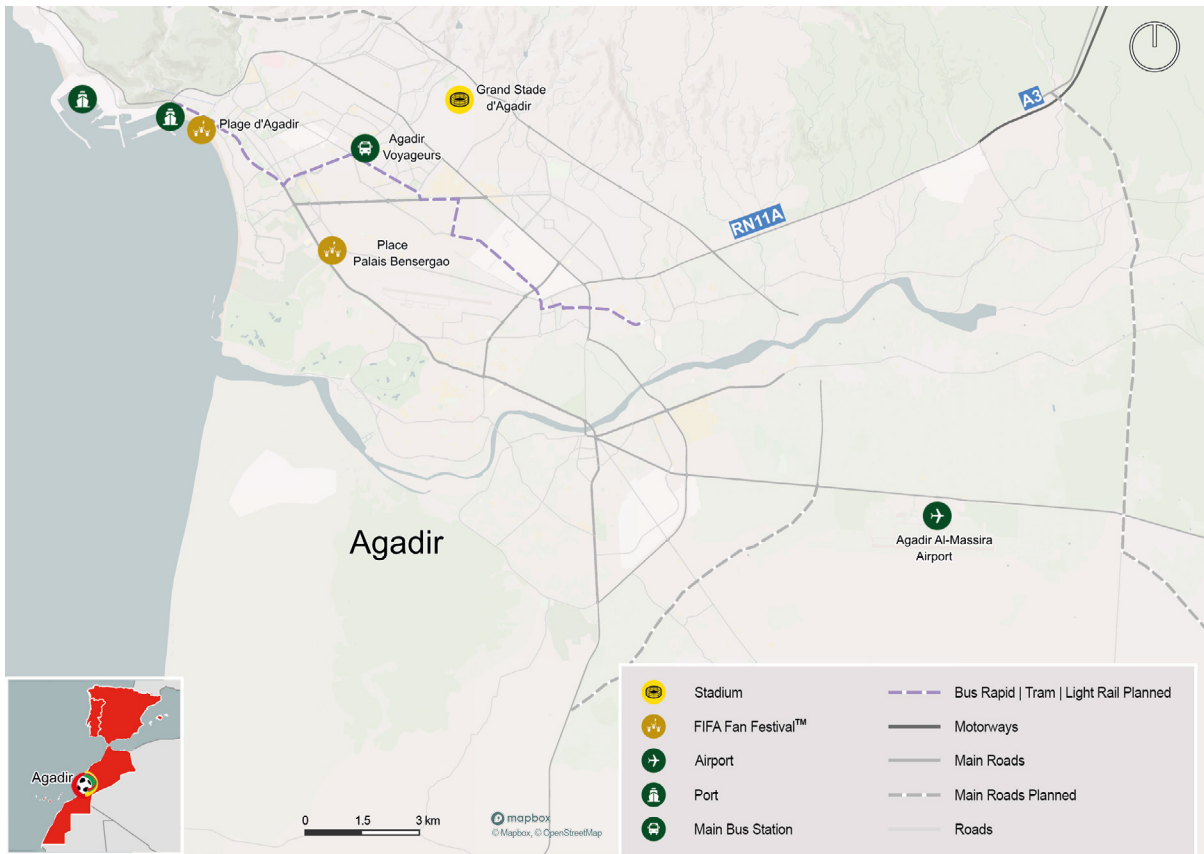 Grand Stade
d'Agadir
A3
Plage d'Agadir
Agadir
Voyageurs
RN11A
Place
Palais Bensergao
Agadir
Agadir Al-Massira
Airport
Agadir
0 1.5 3 km
mapbox
© Mapbox, © OpenStreetMap
Stadium
FIFA Fan Festival™
Airport
Port
Main Bus Station
Bus Rapid | Tram | Light Rail Planned
Motorways
Main Roads
Main Roads Planned
Roads